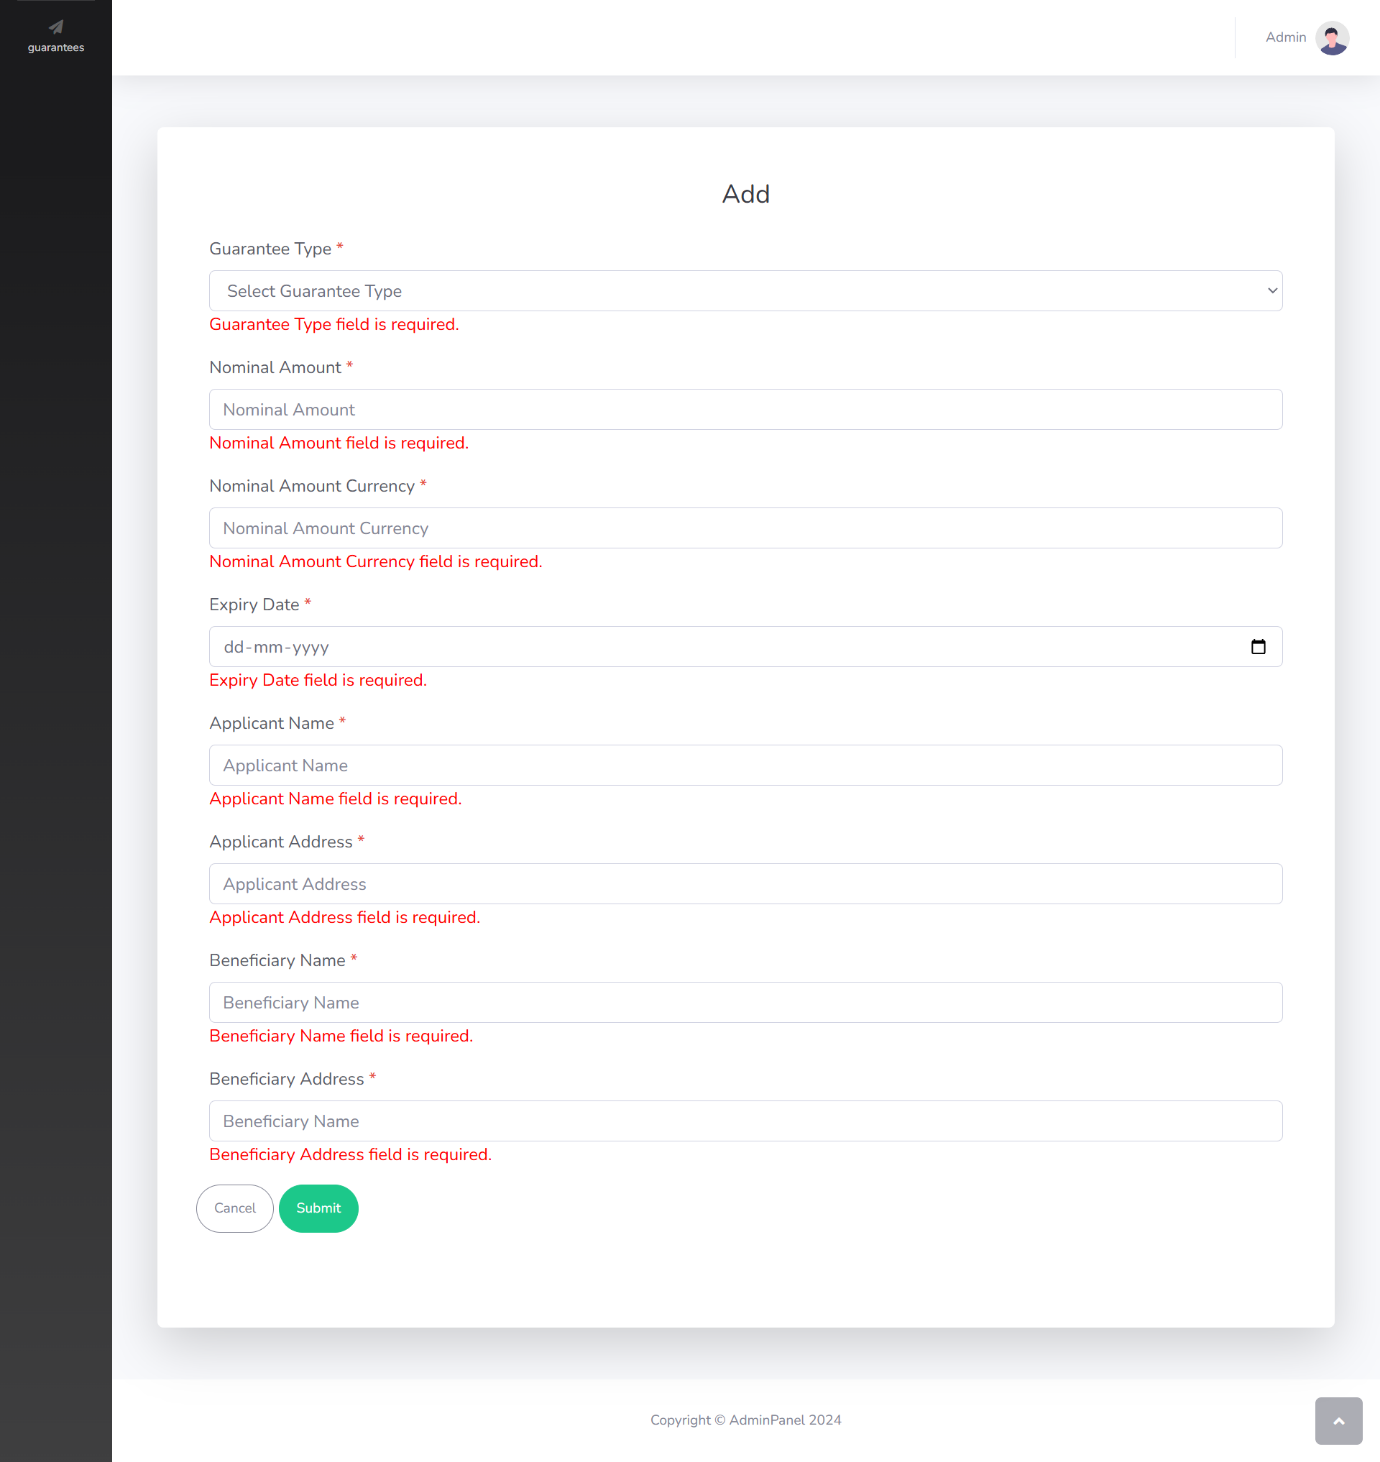 guarantees
Admin
Add
Guarantee Type *
Select Guarantee Type
Guarantee Type field is required.
Nominal Amount *
Nominal Amount
Nominal Amount field is required.
Nominal Amount Currency *
Nominal Amount Currency
Nominal Amount Currency field is required.
Expiry Date *
dd-mm-yyyy
Expiry Date field is required.
Applicant Name *
Applicant Name
Applicant Name field is required.
Applicant Address *
Applicant Address
Applicant Address field is required.
Beneficiary Name *
Beneficiary Name
Beneficiary Name field is required.
Beneficiary Address *
Beneficiary Name
Beneficiary Address field is required.
Cancel Submit
Copyright © AdminPanel 2024